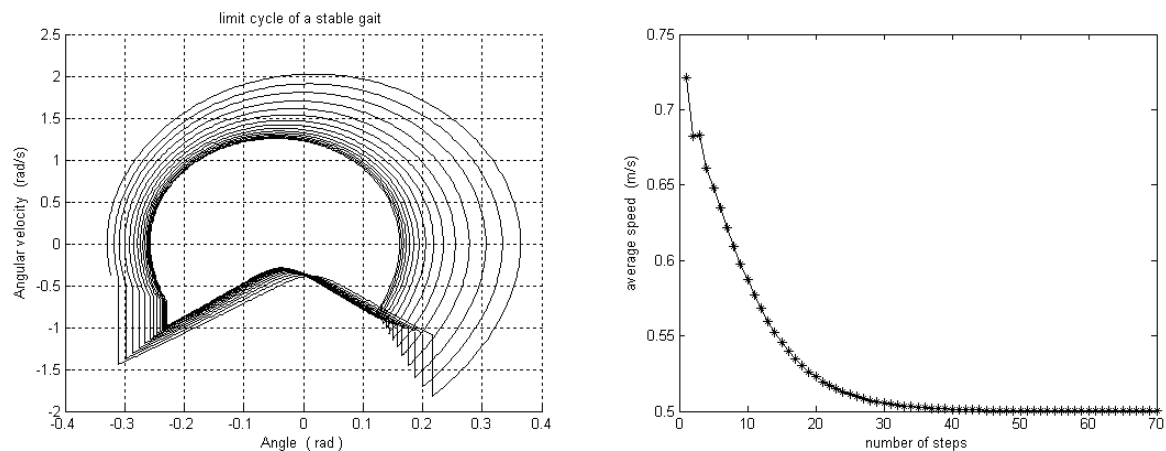 limit cycle of a stable gait
2.5
2
1.5
1
0.5
0
-0.5
-1
-1.5
-2
Angular velocity (rad/s)
-0.4 -0.3 -0.2 -0.1 0 0.1 0.2 0.3 0.4
Angle ( rad )
0.75
0.7
0.65
0.6
0.55
0.5
average speed (m/s)
0 10 20 30 40 50 60 70
number of steps